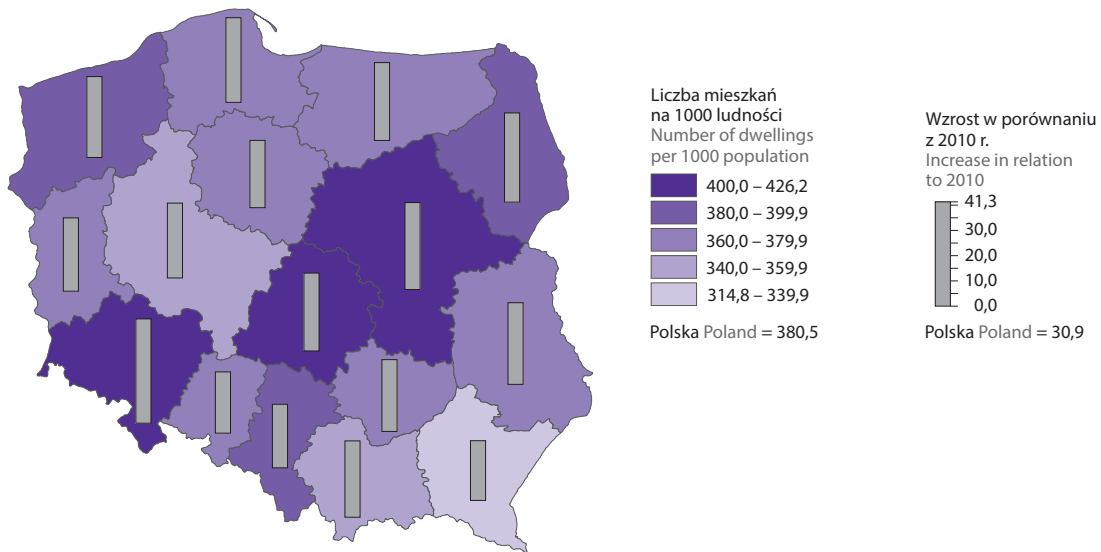 Liczba mieszkań
na 1000 ludności
Number of dwellings
per 1000 population
400,0 – 426,2
380,0 – 399,9
360,0 – 379,9
340,0 – 359,9
314,8 – 339,9
Polska Poland = 380,5
Wzrost w porównaniu
z 2010 r.
Increase in relation
to 2010
41,3
30,0
20,0
10,0
0,0
Polska Poland = 30,9